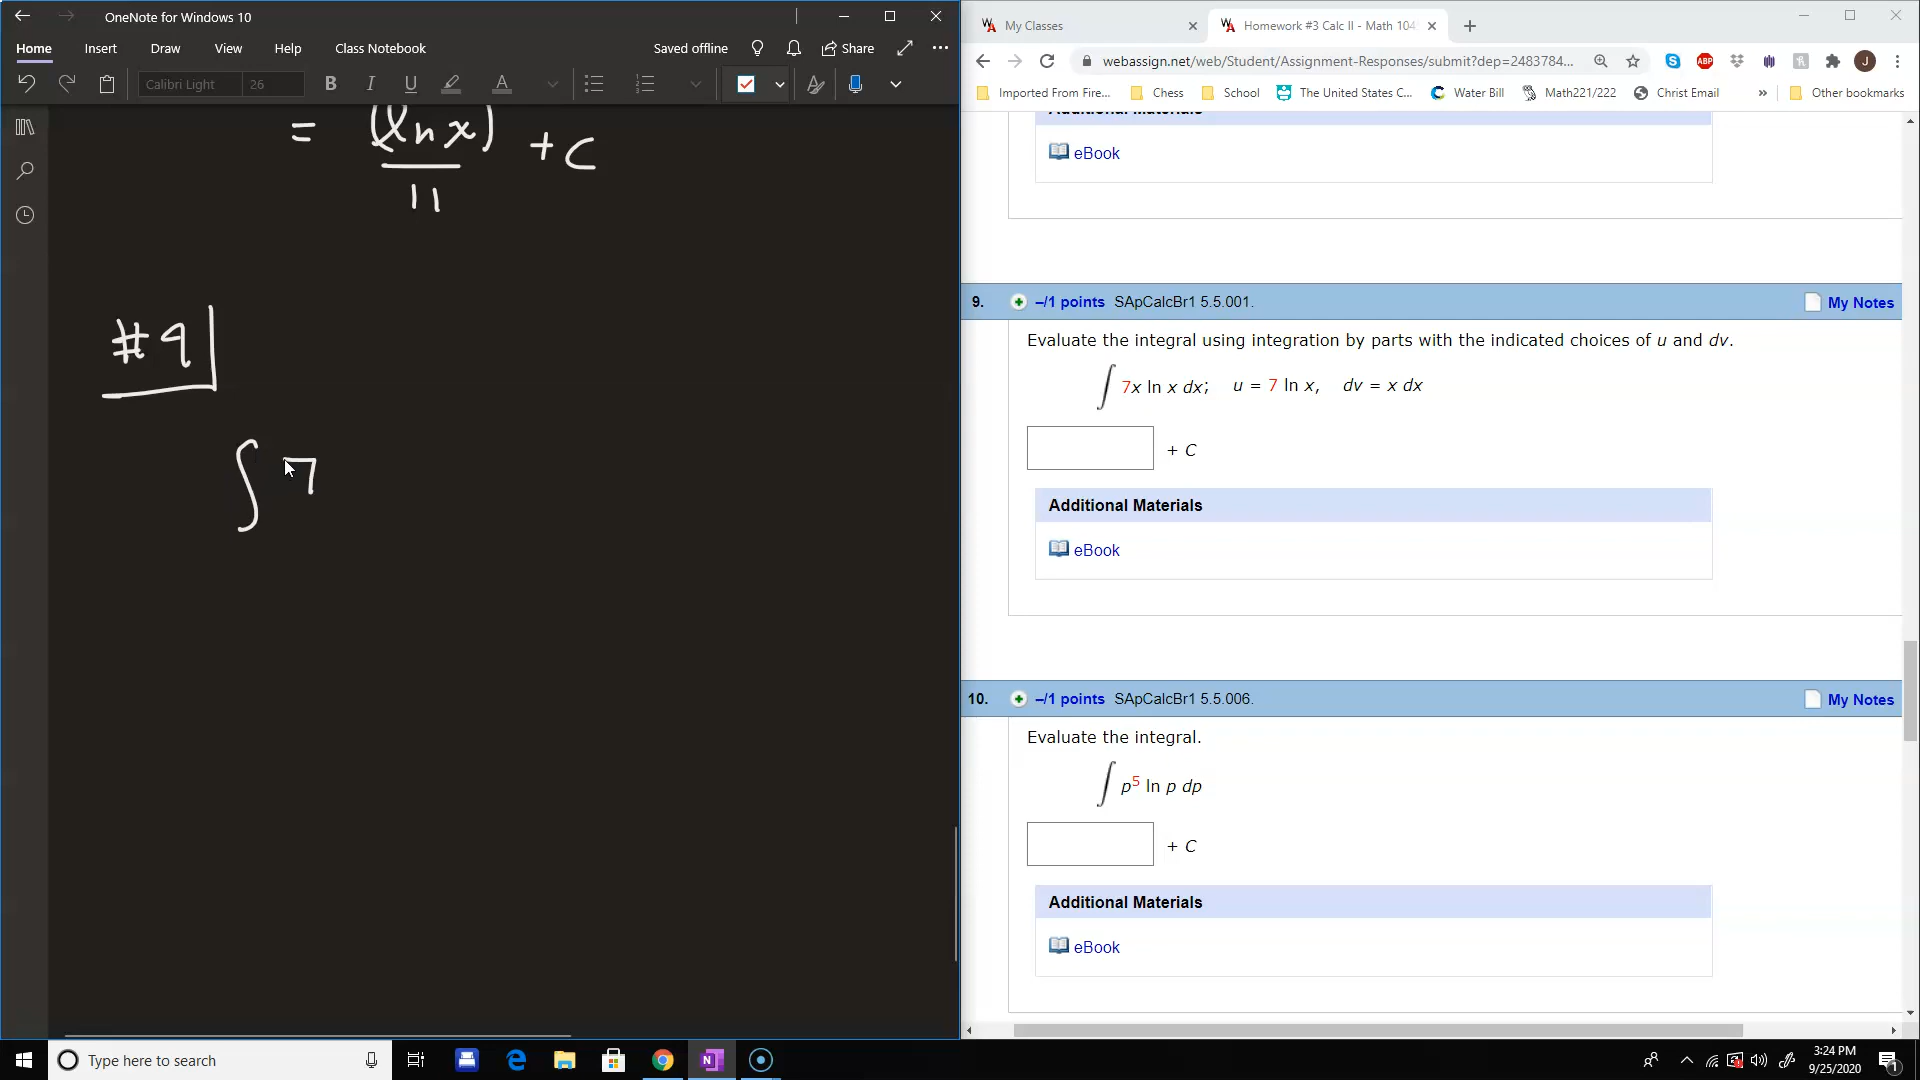 OneNote for Windows 10
Home Insert Draw View Help Class Notebook Saved offline Share
Calibri Light 26 B I U A
= (ln x) + C
11
#9
∫ 7
My Classes Homework #3 Calc II - Math 104
webassign.net/web/Student/Assignment-Responses/submit?dep=2483784... ABP J
Imported From Fire... Chess School The United States C... Water Bill Math221/222 Christ Email » Other bookmarks
Additional Materials
eBook
9. –/1 points SApCalcBr1 5.5.001. My Notes
Evaluate the integral using integration by parts with the indicated choices of u and dv.
∫ 7x ln x dx; u = 7 ln x, dv = x dx
+ C
Additional Materials
eBook
10. –/1 points SApCalcBr1 5.5.006. My Notes
Evaluate the integral.
∫ p⁵ ln p dp
+ C
Additional Materials
eBook
Type here to search
3:24 PM
9/25/2020
1